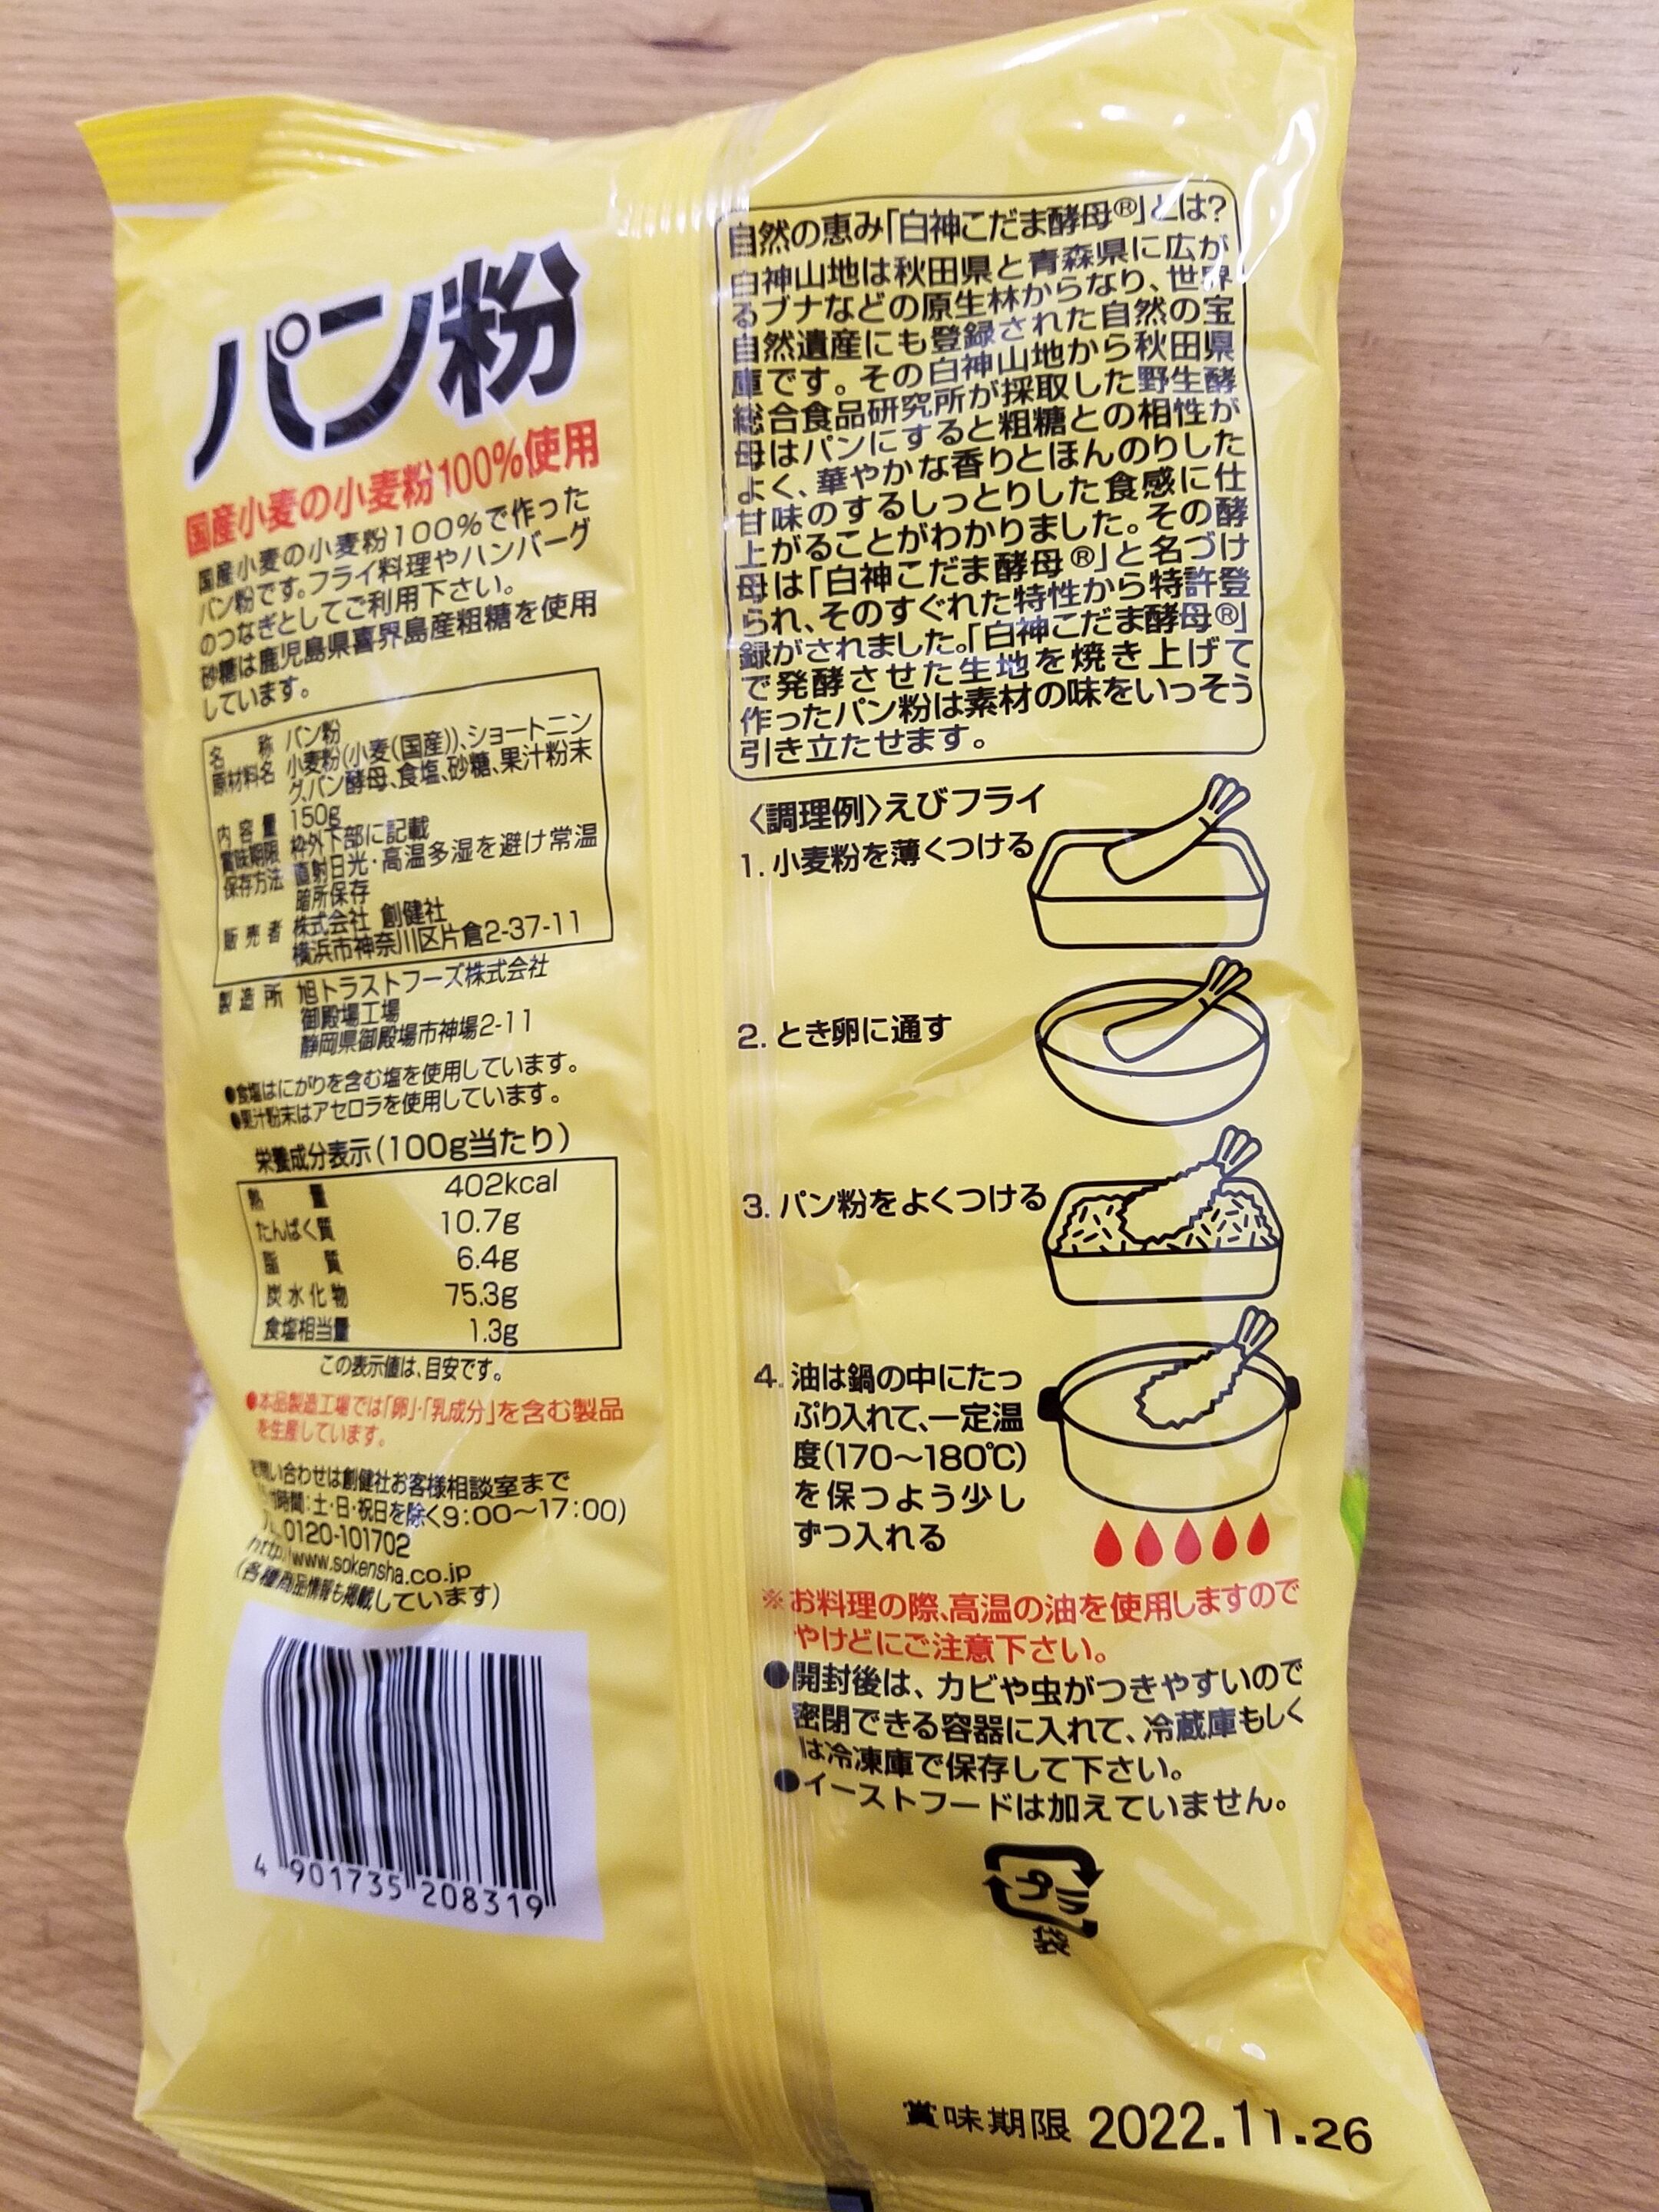 パン粉
国産小麦の小麦粉100%使用
国産小麦の小麦粉100%で作った
パン粉です。フライ料理やハンバーグ
のつなぎとしてご利用下さい。
砂糖は鹿児島県喜界島産粗糖を使用
しています。
名称 パン粉
原材料名 小麦粉(小麦(国産))、ショートニン
グ、パン酵母、食塩、砂糖、果汁粉末
内容量 150g
賞味期限 枠外下部に記載
保存方法 直射日光・高温多湿を避け常温
暗所保存
販売者 株式会社 創健社
横浜市神奈川区片倉2-37-11
製造所 旭トラストフーズ株式会社
御殿場工場
静岡県御殿場市神場2-11
●食塩はにがりを含む塩を使用しています。
●果汁粉末はアセロラを使用しています。
栄養成分表示(100g当たり)
熱量 402kcal
たんぱく質 10.7g
脂質 6.4g
炭水化物 75.3g
食塩相当量 1.3g
この表示値は、目安です。
●本品製造工場では「卵」・「乳成分」を含む製品
を生産しています。
問い合わせは創健社お客様相談室まで
時間:土・日・祝日を除く9:00〜17:00)
0120-101702
http://www.sokensha.co.jp
(各種商品情報も掲載しています)
4 901735 208319
自然の恵み「白神こだま酵母®」とは?
白神山地は秋田県と青森県に広が
るブナなどの原生林からなり、世界
自然遺産にも登録された自然の宝
庫です。その白神山地から秋田県
総合食品研究所が採取した野生酵
母はパンにすると粗糖との相性が
よく、華やかな香りとほんのりした
甘味のするしっとりした食感に仕
上がることがわかりました。その酵
母は「白神こだま酵母®」と名づけ
られ、そのすぐれた特性から特許登
録がされました。「白神こだま酵母®」
で発酵させた生地を焼き上げて
作ったパン粉は素材の味をいっそう
引き立たせます。
〈調理例〉えびフライ
1. 小麦粉を薄くつける
2. とき卵に通す
3. パン粉をよくつける
4. 油は鍋の中にたっ
ぷり入れて、一定温
度(170〜180℃)
を保つよう少し
ずつ入れる
※お料理の際、高温の油を使用しますので
やけどにご注意下さい。
●開封後は、カビや虫がつきやすいので
密閉できる容器に入れて、冷蔵庫もしく
は冷凍庫で保存して下さい。
●イーストフードは加えていません。
プラ
袋
賞味期限 2022.11.26